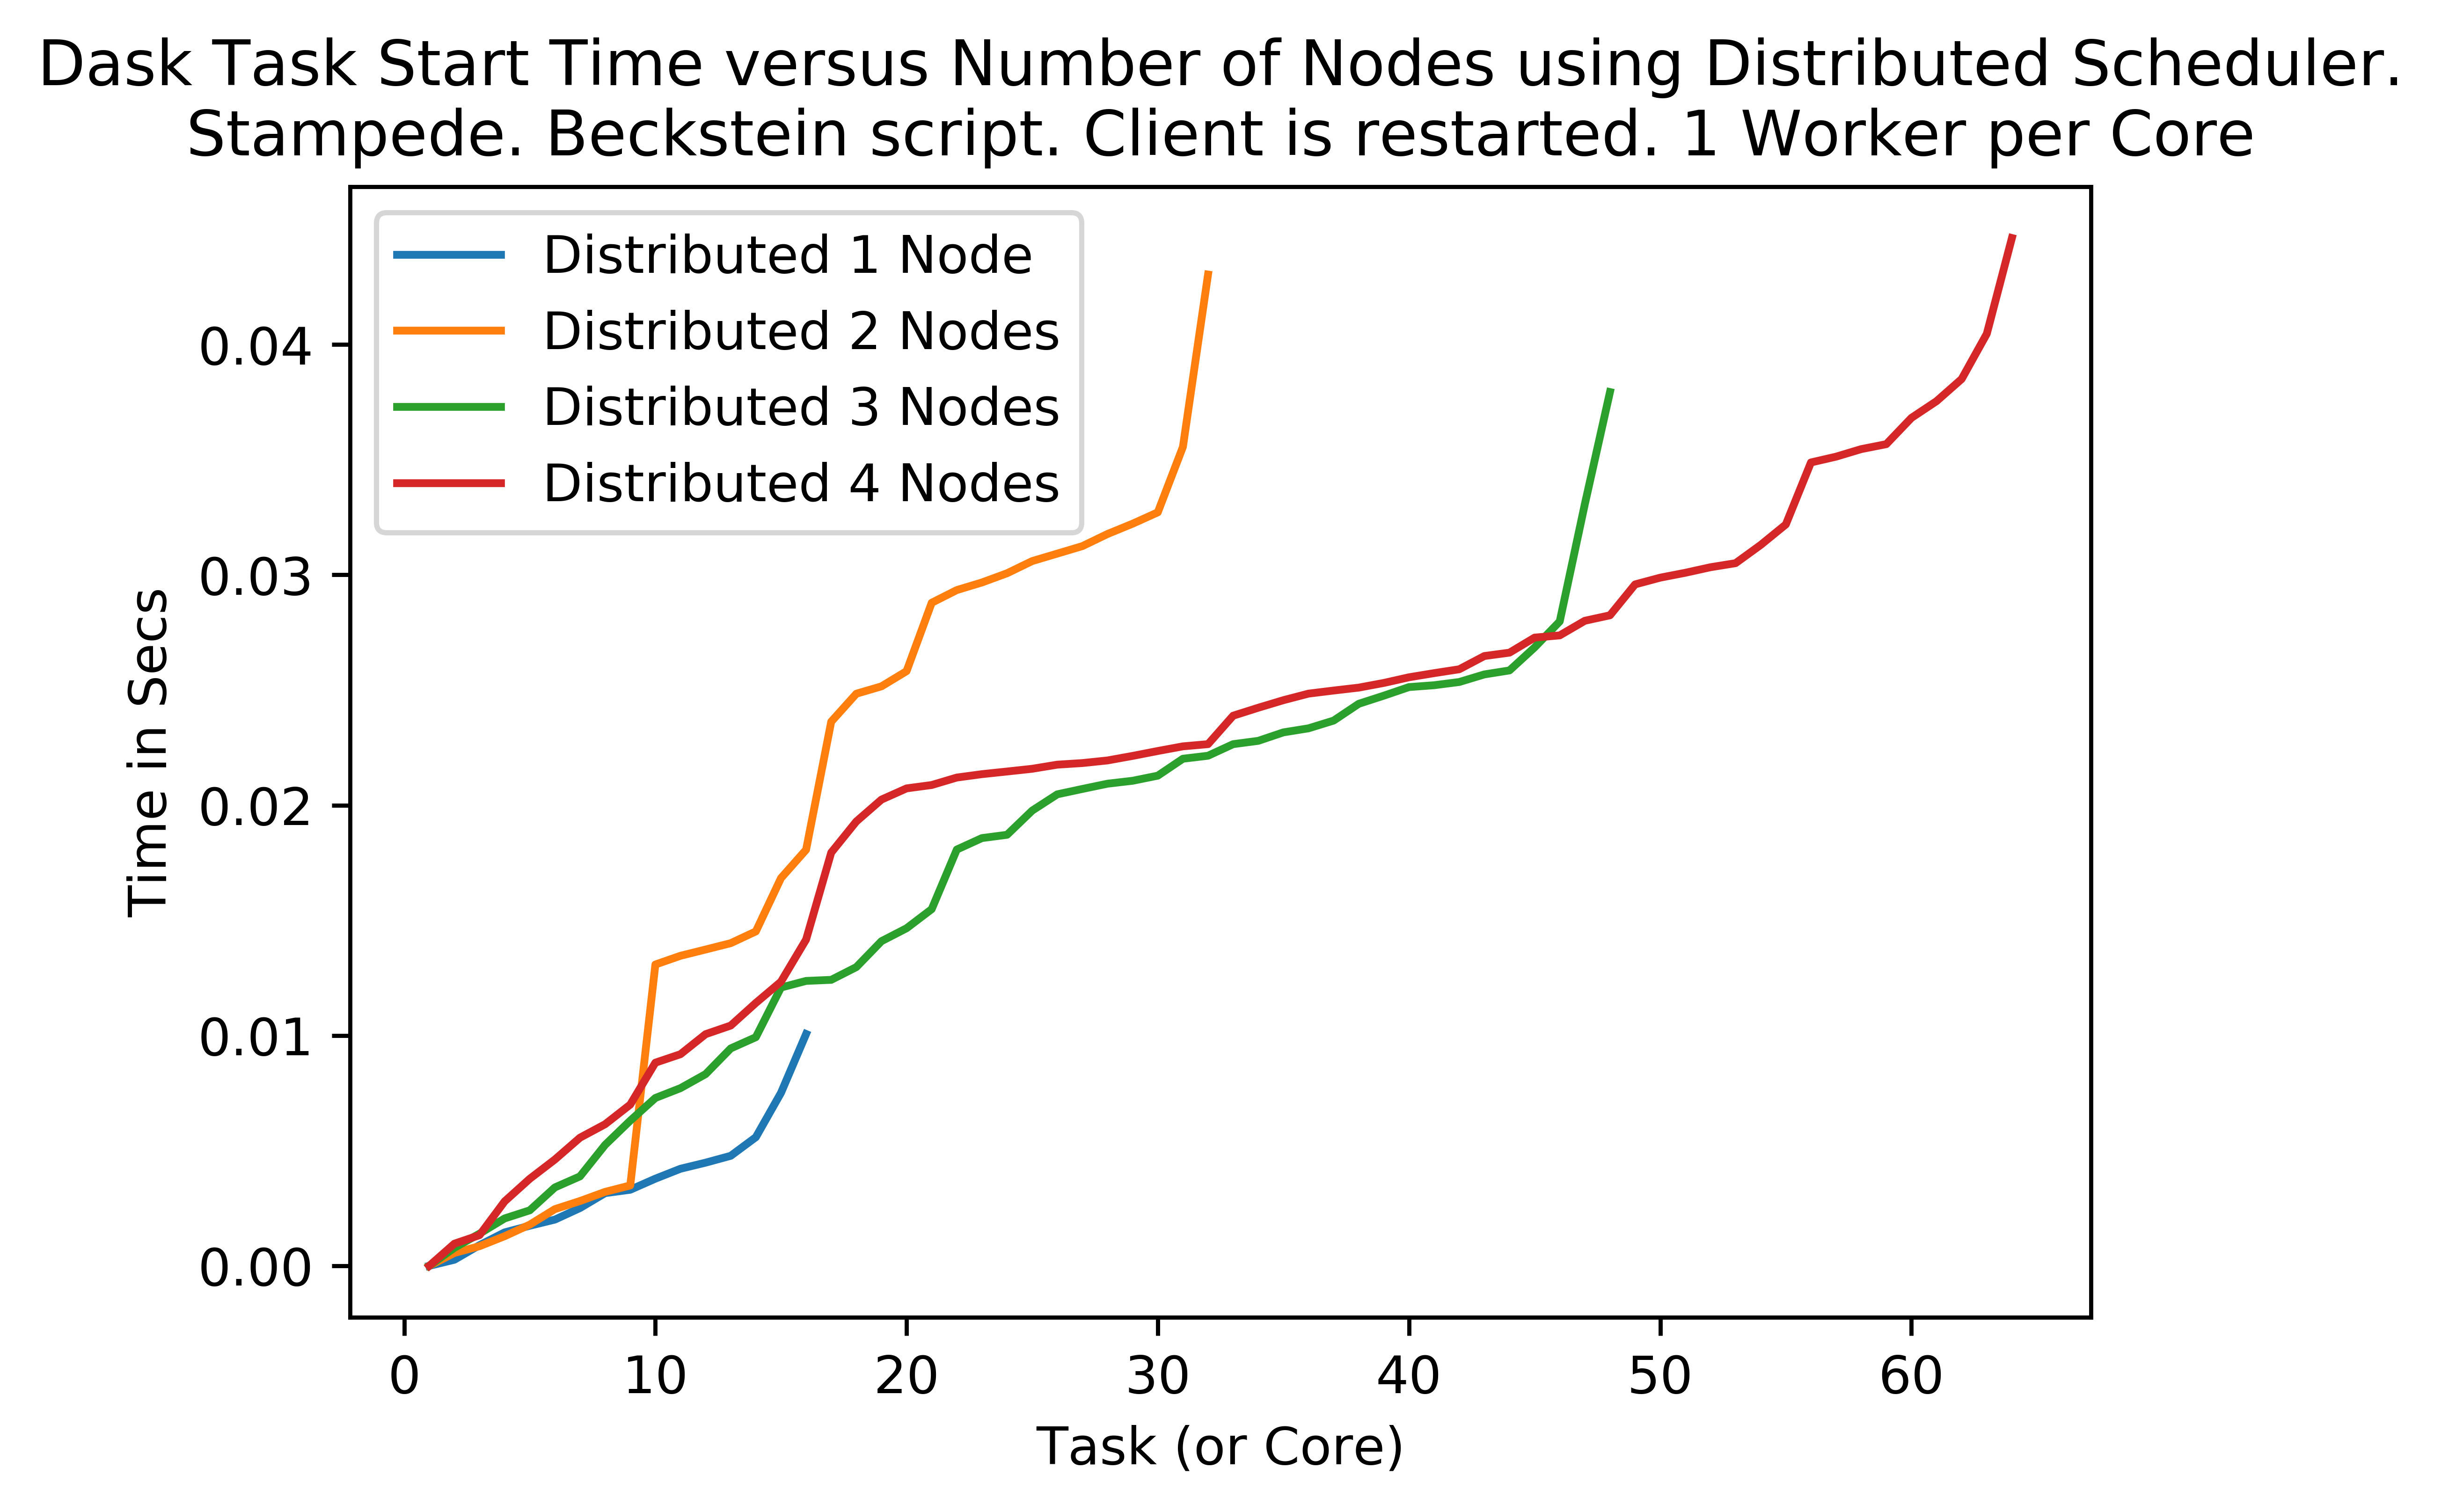 Dask Task Start Time versus Number of Nodes using Distributed Scheduler.
Stampede. Beckstein script. Client is restarted. 1 Worker per Core
Distributed 1 Node
Distributed 2 Nodes
Distributed 3 Nodes
Distributed 4 Nodes
0.04
0.03
0.02
0.01
0.00
Time in Secs
0 10 20 30 40 50 60
Task (or Core)